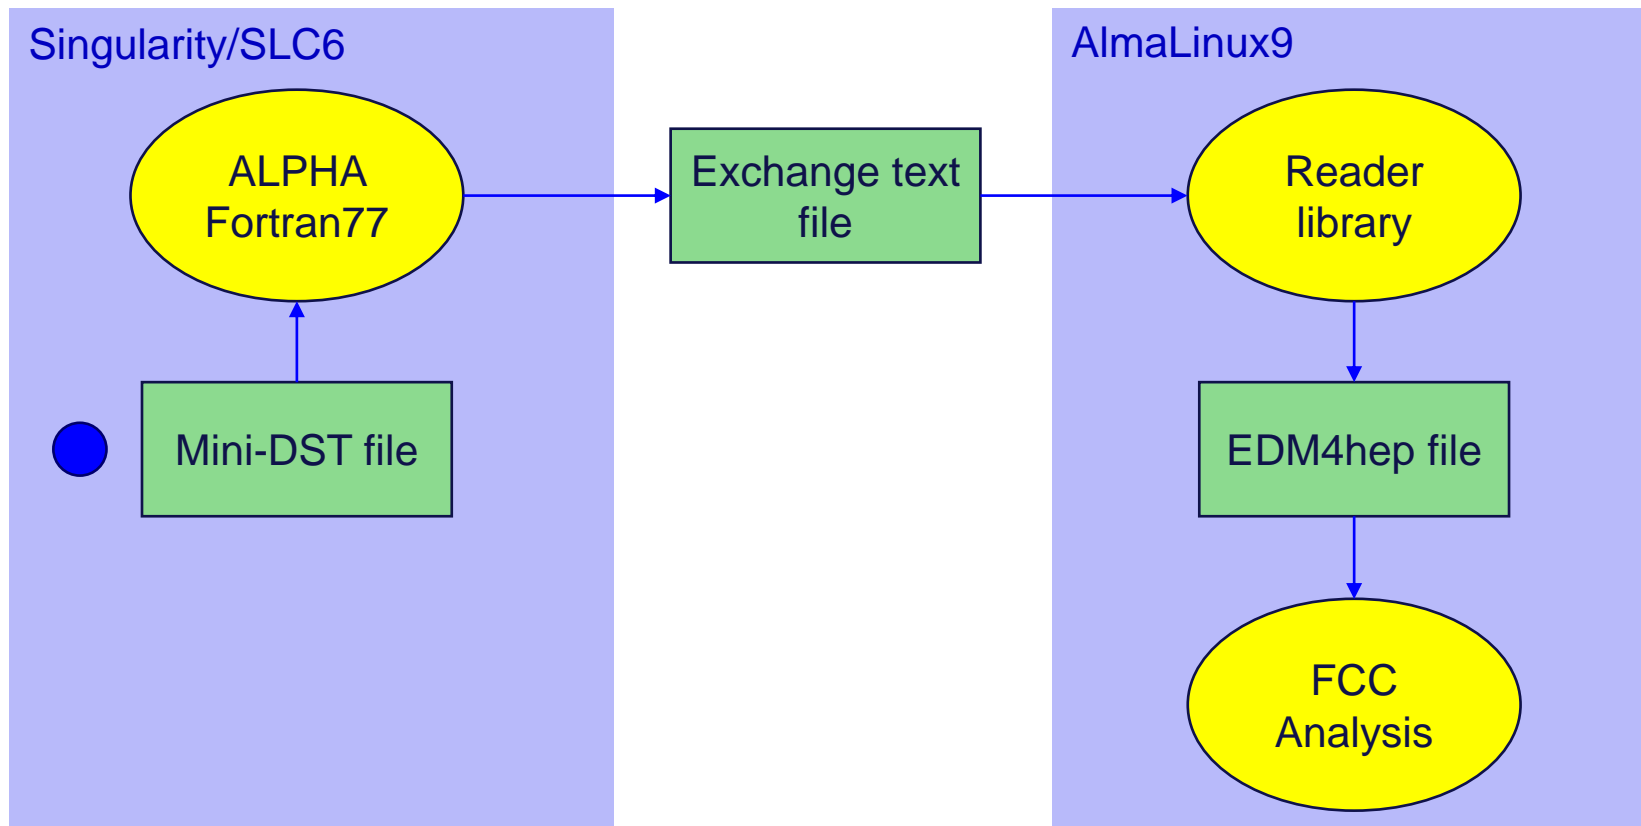 Singularity/SLC6
AlmaLinux9
ALPHA
Fortran77
Exchange text
file
Reader
library
Mini-DST file
EDM4hep file
FCC
Analysis